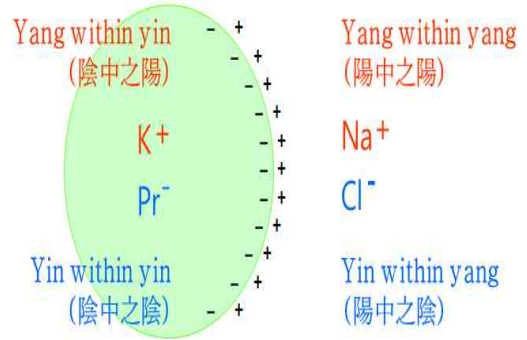 Yang within yin
(陰中之陽)
K+
Pr-
Yin within yin
(陰中之陰)
- +
- +
- +
- +
- +
- +
- +
- +
- +
- +
- +
Yang within yang
(陽中之陽)
Na+
Cl-
Yin within yang
(陽中之陰)